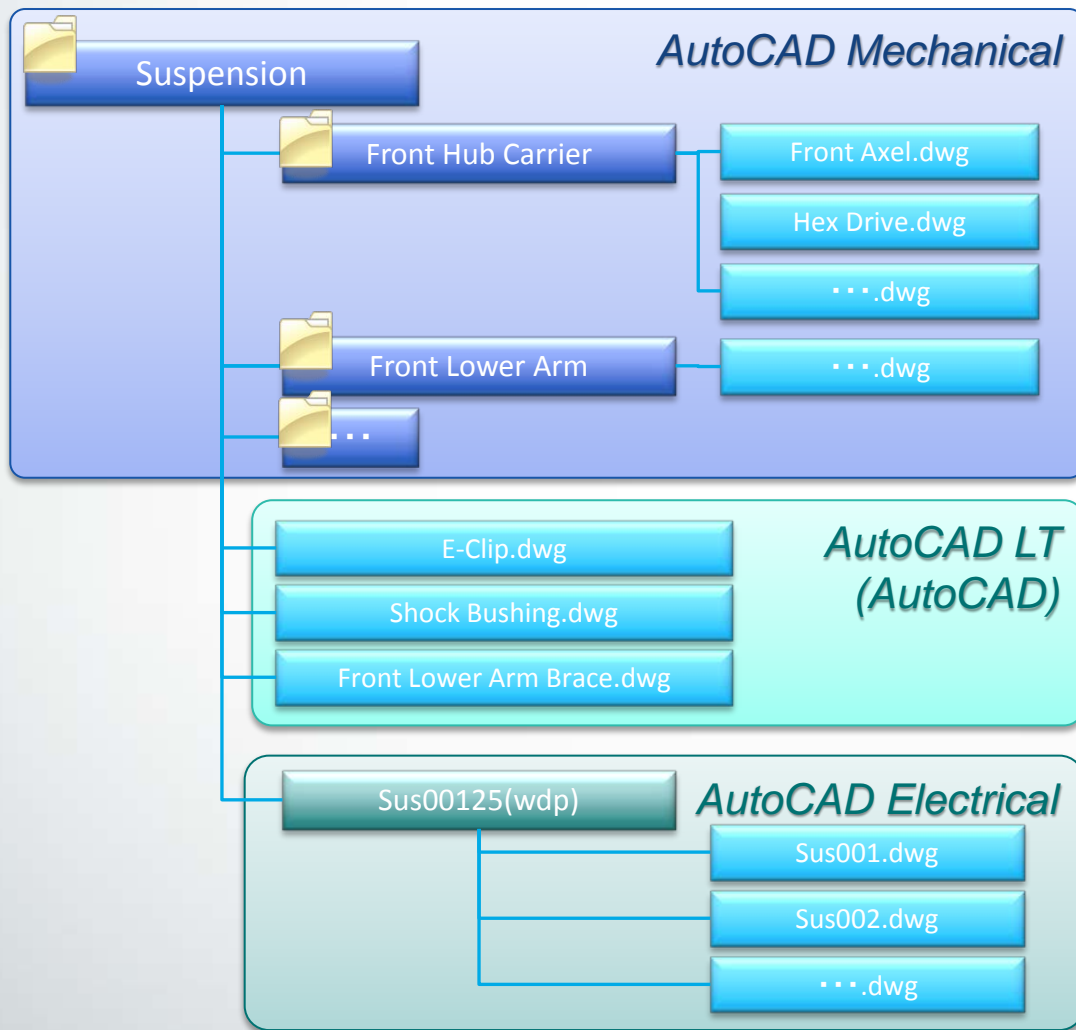 AutoCAD Mechanical
Suspension
Front Hub Carrier
Front Axel.dwg
Hex Drive.dwg
・・・.dwg
Front Lower Arm
・・・.dwg
・・・
AutoCAD LT
(AutoCAD)
E-Clip.dwg
Shock Bushing.dwg
Front Lower Arm Brace.dwg
Sus00125(wdp)
AutoCAD Electrical
Sus001.dwg
Sus002.dwg
・・・.dwg